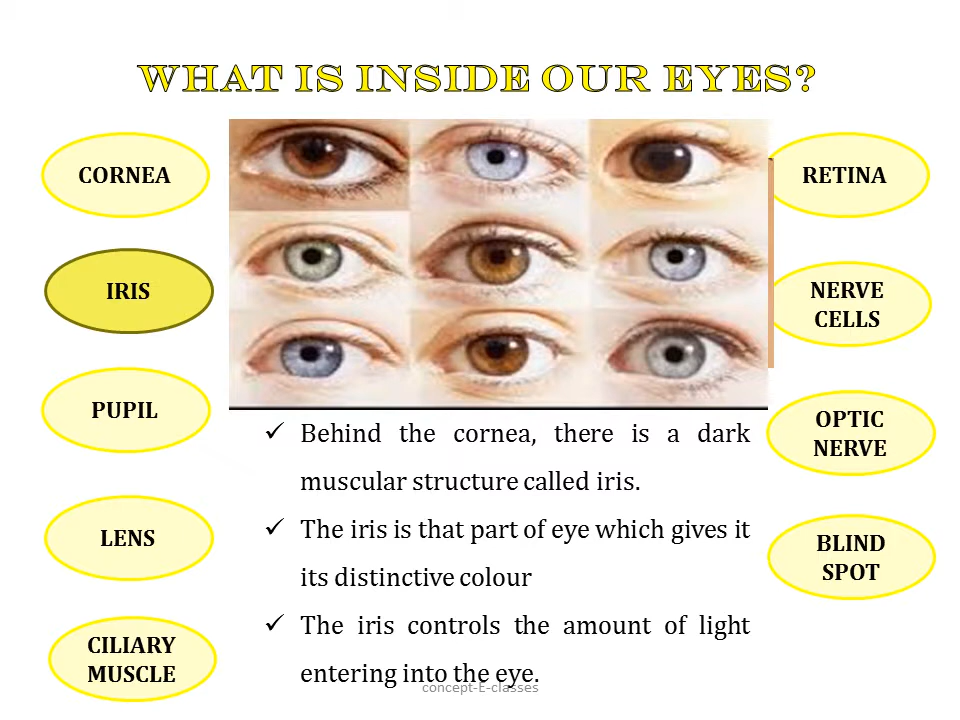 WHAT IS INSIDE OUR EYES?
CORNEA
IRIS
PUPIL
LENS
CILIARY
MUSCLE
RETINA
NERVE
CELLS
OPTIC
NERVE
BLIND
SPOT
✓ Behind the cornea, there is a dark
muscular structure called iris.
✓ The iris is that part of eye which gives it
its distinctive colour
✓ The iris controls the amount of light
entering into the eye.
concept-E-classes